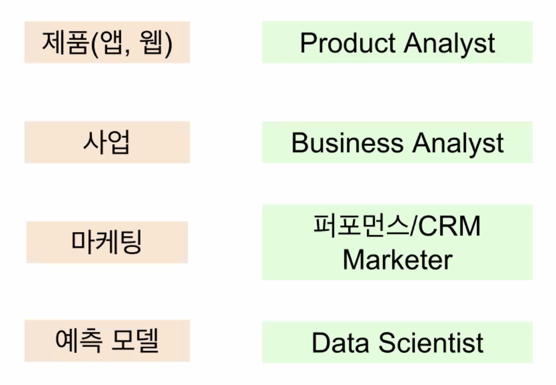 제품(앱, 웹)
Product Analyst
사업
Business Analyst
마케팅
퍼포먼스/CRM
Marketer
예측 모델
Data Scientist